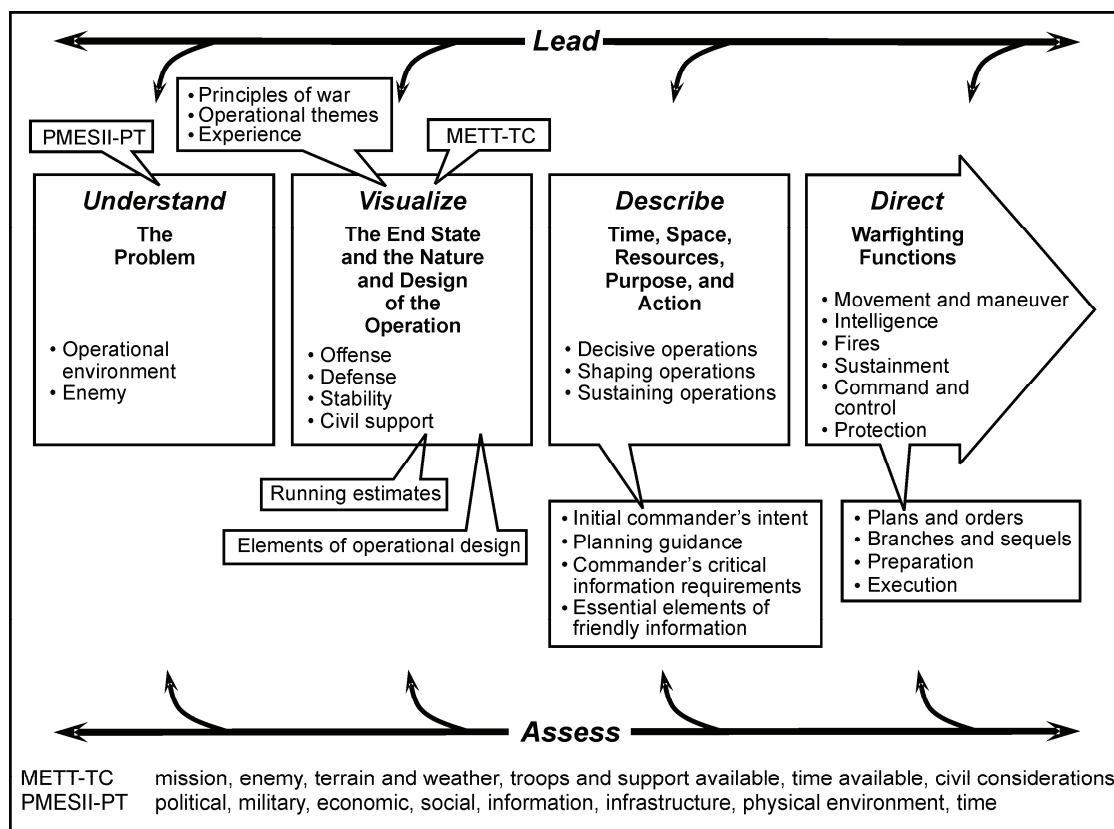 Lead
• Principles of war
• Operational themes
• Experience
PMESII-PT
METT-TC
Understand
The
Problem
• Operational
environment
• Enemy
Visualize
The End State
and the Nature
and Design
of the
Operation
• Offense
• Defense
• Stability
• Civil support
Running estimates
Elements of operational design
Describe
Time, Space,
Resources,
Purpose, and
Action
• Decisive operations
• Shaping operations
• Sustaining operations
• Initial commander's intent
• Planning guidance
• Commander's critical
information requirements
• Essential elements of
friendly information
Direct
Warfighting
Functions
• Movement and maneuver
• Intelligence
• Fires
• Sustainment
• Command and
control
• Protection
• Plans and orders
• Branches and sequels
• Preparation
• Execution
Assess
METT-TC mission, enemy, terrain and weather, troops and support available, time available, civil considerations
PMESII-PT political, military, economic, social, information, infrastructure, physical environment, time